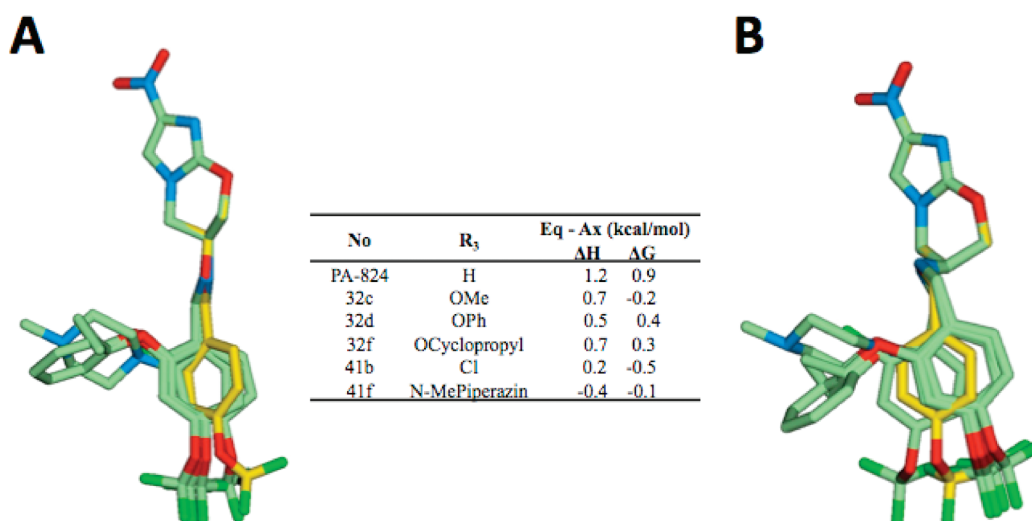 A
B
Eq - Ax (kcal/mol)
No R₃ ΔH ΔG
PA-824 H 1.2 0.9
32c OMe 0.7 -0.2
32d OPh 0.5 0.4
32f OCyclopropyl 0.7 0.3
41b Cl 0.2 -0.5
41f N-MePiperazin -0.4 -0.1